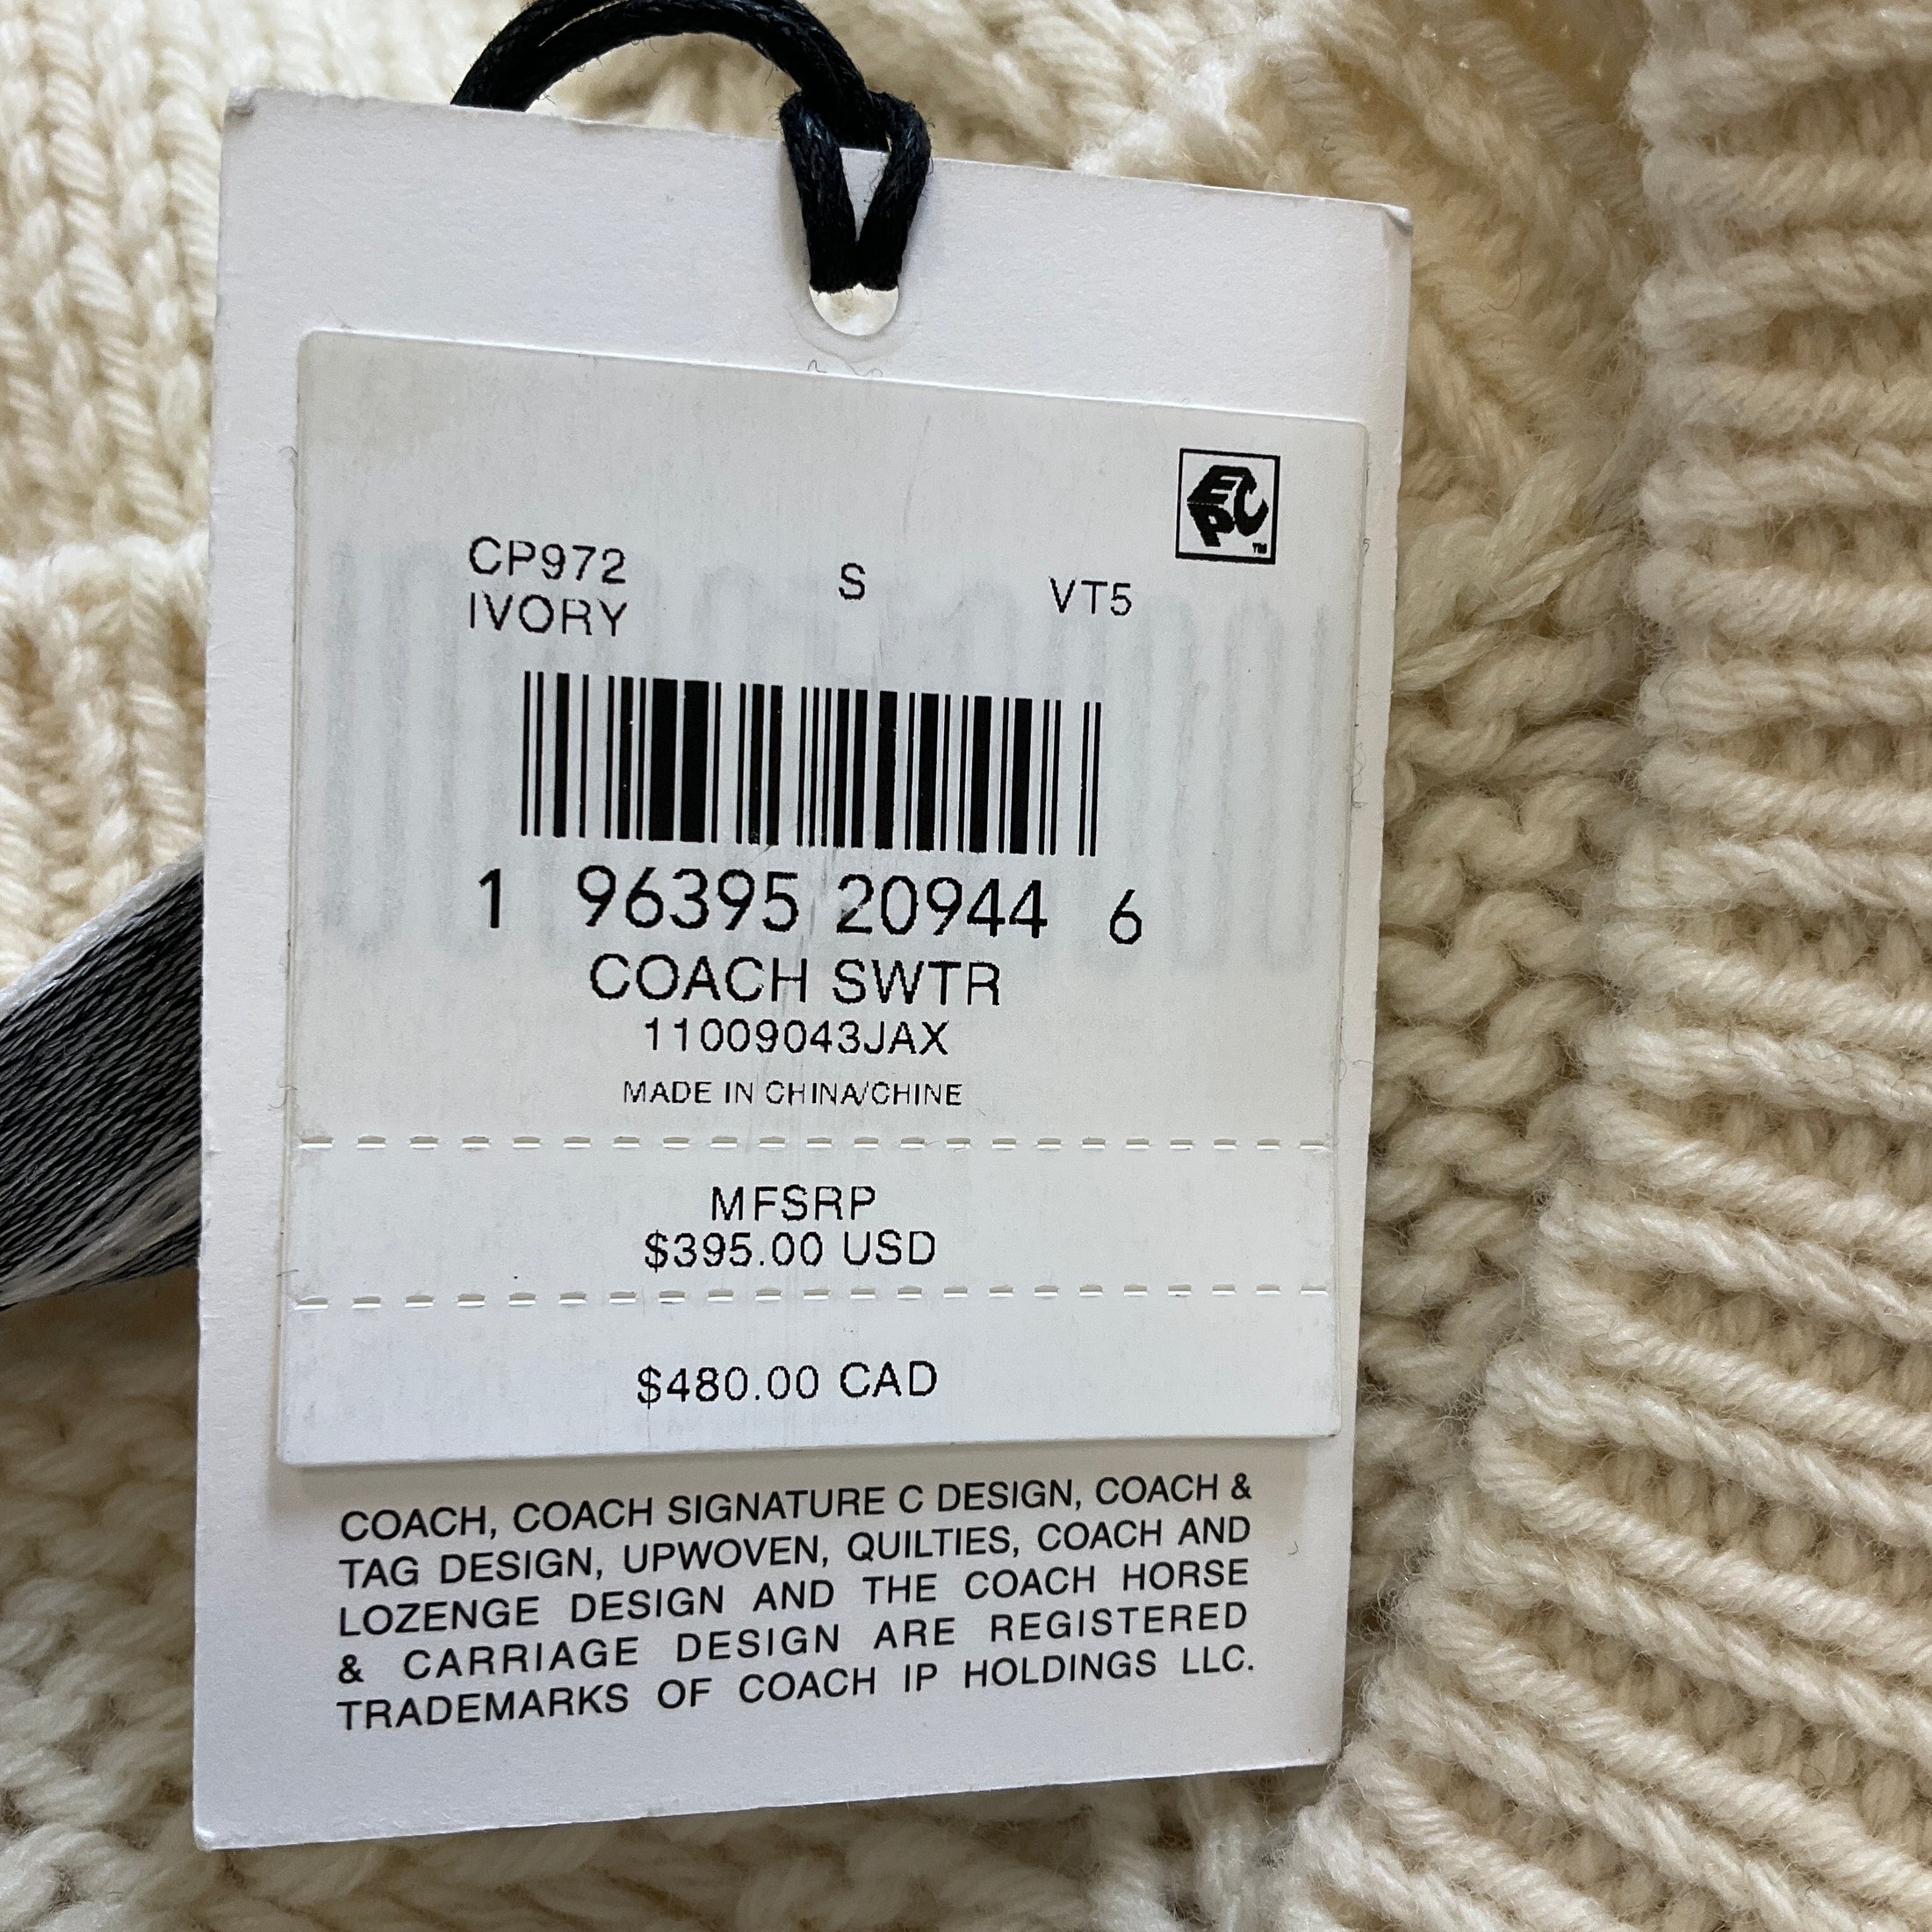 EPC™
CP972 S VT5
IVORY
1 96395 20944 6
COACH SWTR
11009043JAX
MADE IN CHINA/CHINE
MFSRP
$395.00 USD
$480.00 CAD
COACH, COACH SIGNATURE C DESIGN, COACH &
TAG DESIGN, UPWOVEN, QUILTIES, COACH AND
LOZENGE DESIGN AND THE COACH HORSE
& CARRIAGE DESIGN ARE REGISTERED
TRADEMARKS OF COACH IP HOLDINGS LLC.